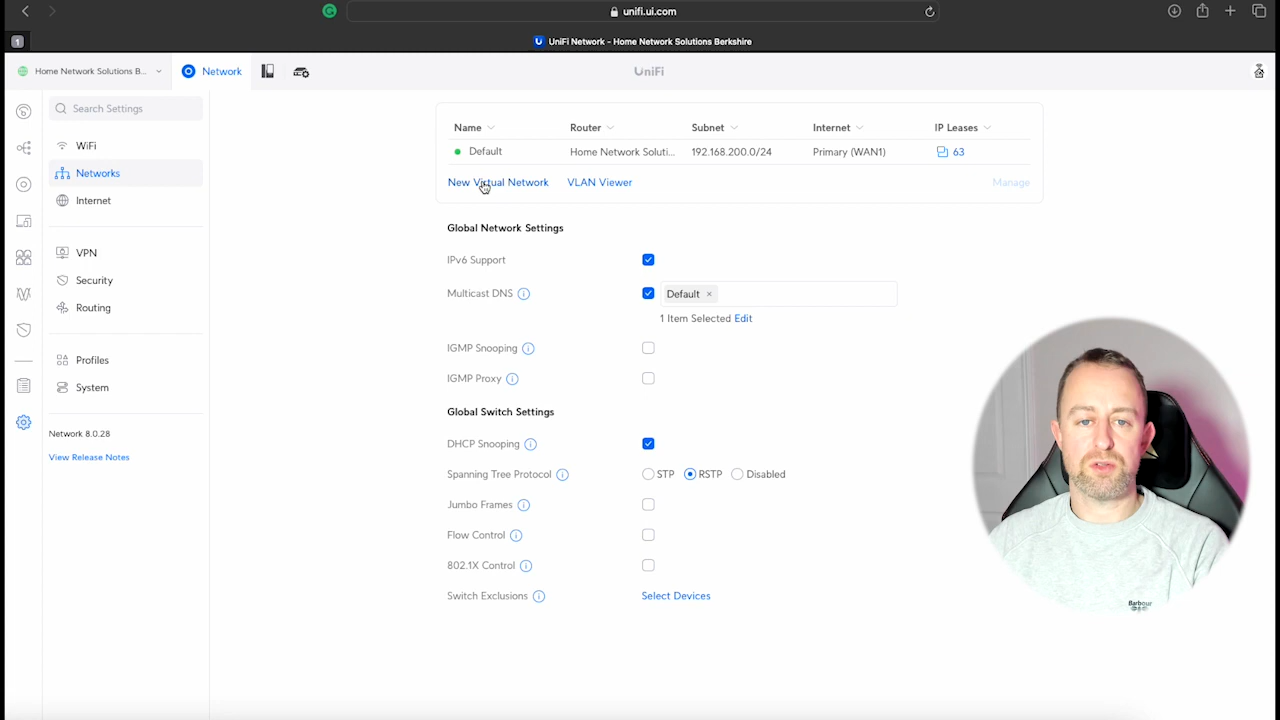 unifi.ui.com
1
UniFi Network - Home Network Solutions Berkshire
Home Network Solutions B...
Network
UniFi
Search Settings
WiFi
Networks
Internet
VPN
Security
Routing
Profiles
System
Network 8.0.28
View Release Notes
Name Router Subnet Internet IP Leases
Default Home Network Soluti... 192.168.200.0/24 Primary (WAN1) 63
New Virtual Network VLAN Viewer Manage
Global Network Settings
IPv6 Support
Multicast DNS Default ×
1 Item Selected Edit
IGMP Snooping
IGMP Proxy
Global Switch Settings
DHCP Snooping
Spanning Tree Protocol STP RSTP Disabled
Jumbo Frames
Flow Control
802.1X Control
Switch Exclusions Select Devices
Barbour